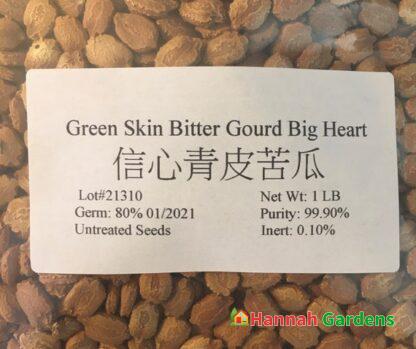 Green Skin Bitter Gourd Big Heart
信心青皮苦瓜
Lot#21310 Net Wt: 1 LB
Germ: 80% 01/2021 Purity: 99.90%
Untreated Seeds Inert: 0.10%
Hannah Gardens